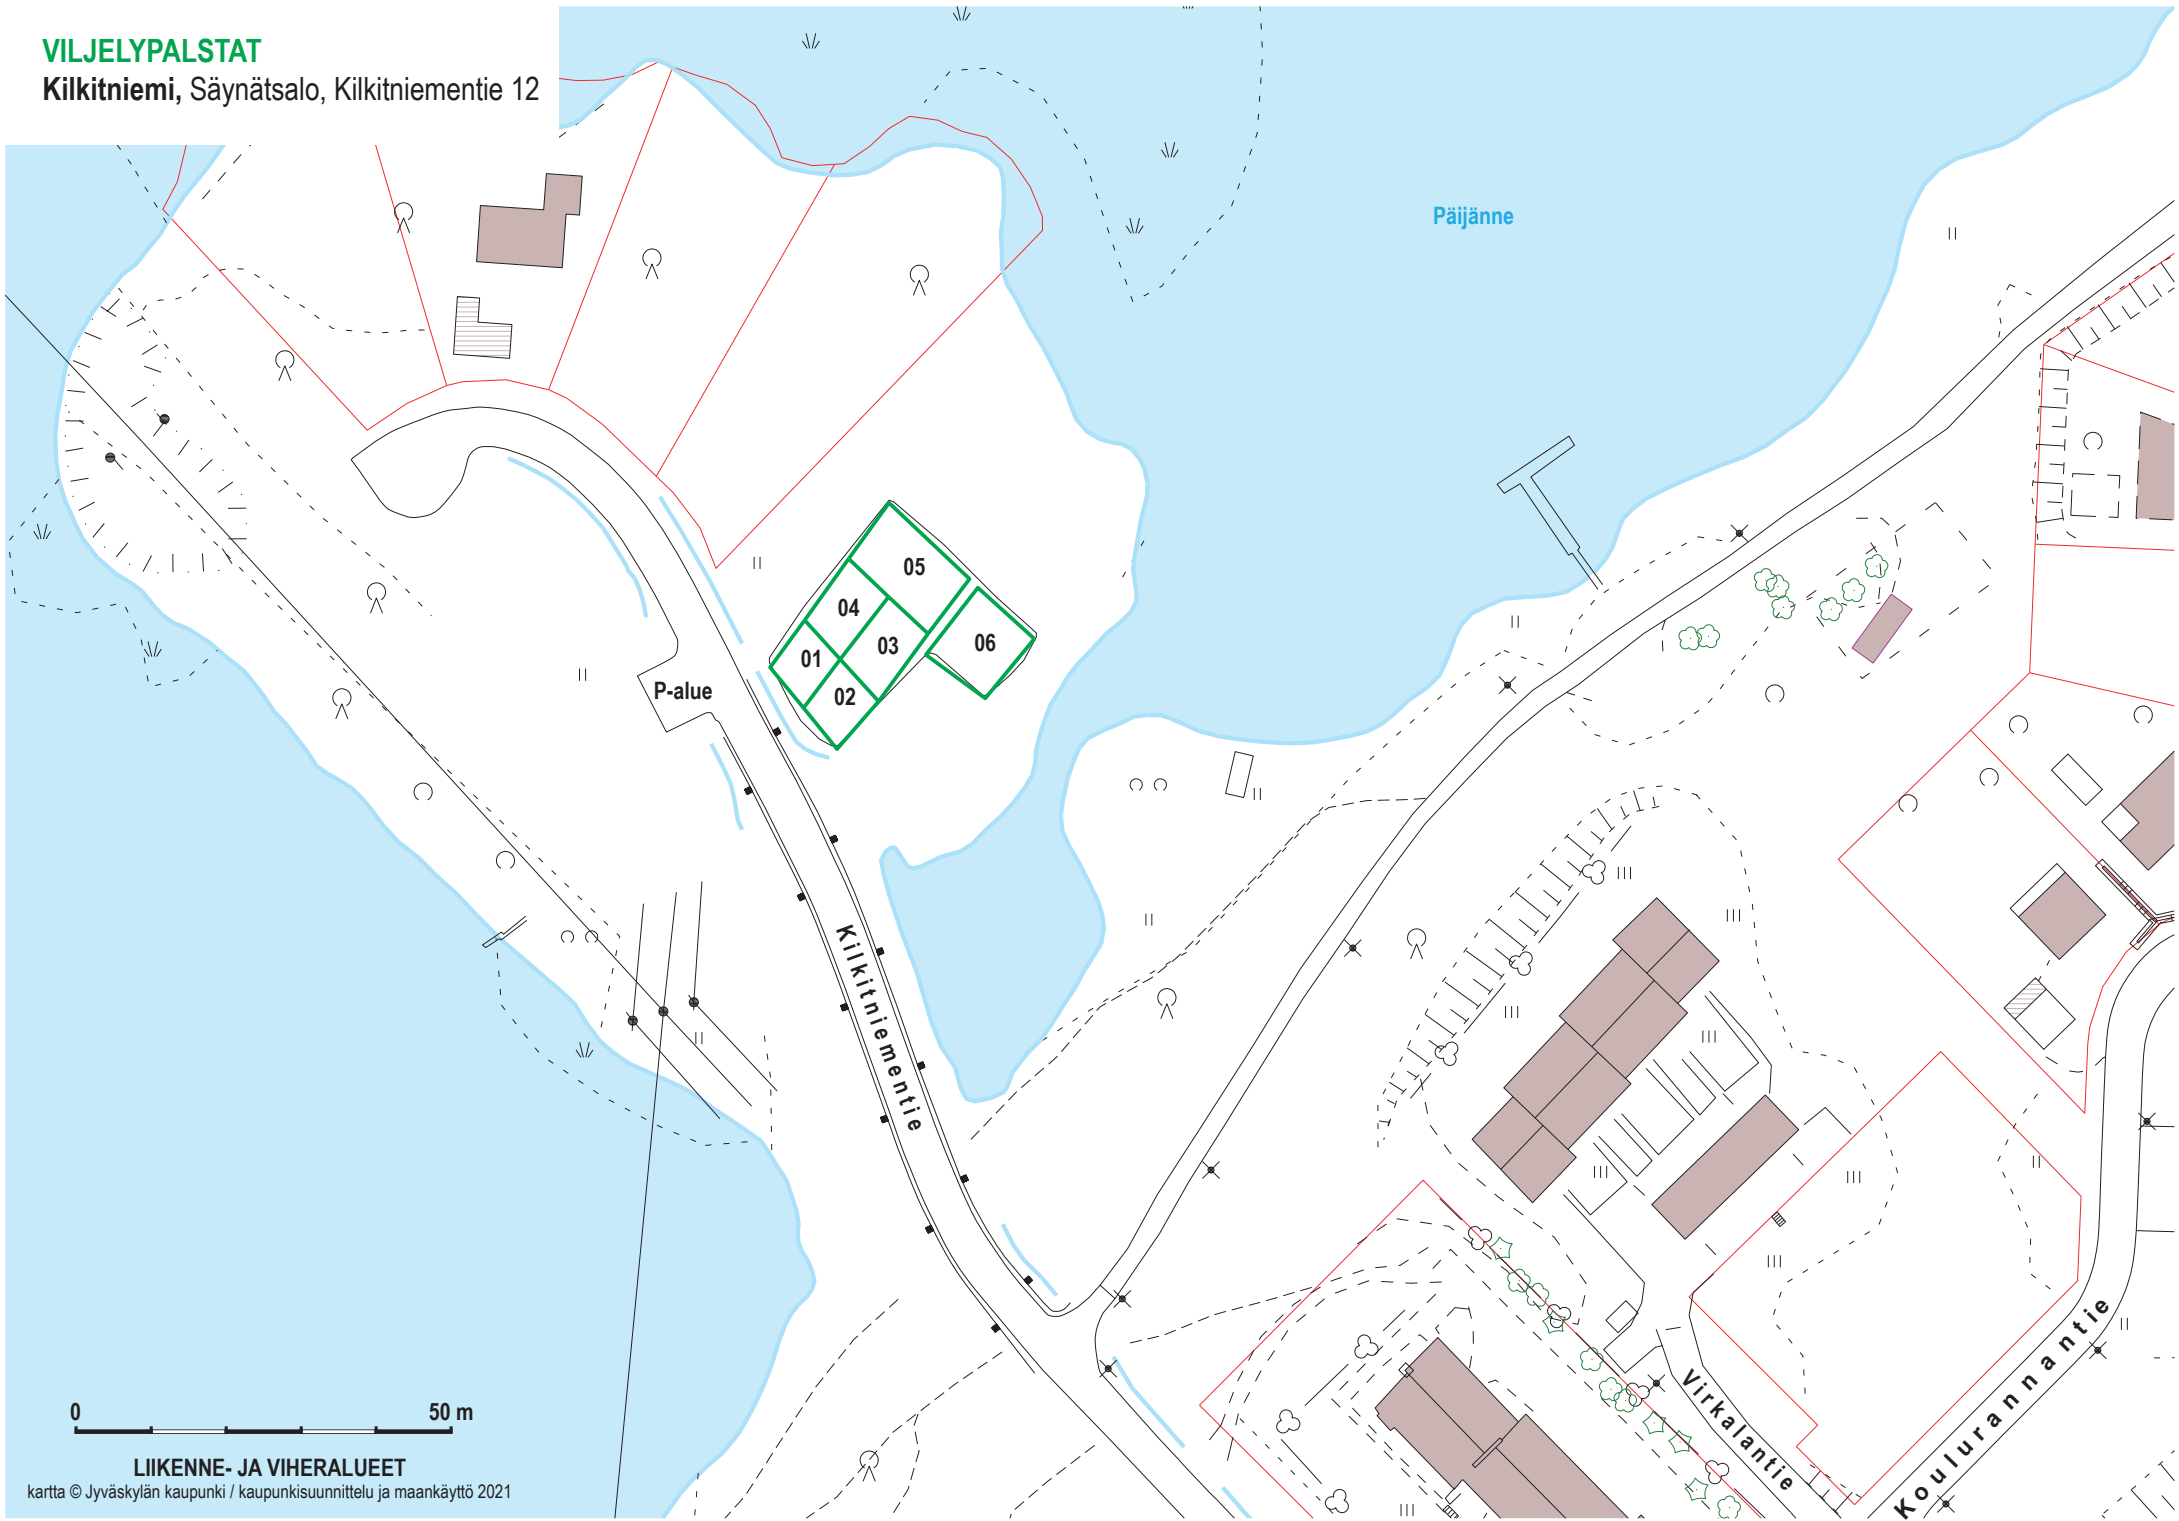 VILJELYPALSTAT
Kilkitniemi, Säynätsalo, Kilkitniementie 12
Päijänne
05
04
03
06
01
02
P-alue
Kilkitniementie
Virkalantie
Koulurannantie
0 50 m
LIIKENNE- JA VIHERALUEET
kartta © Jyväskylän kaupunki / kaupunkisuunnittelu ja maankäyttö 2021